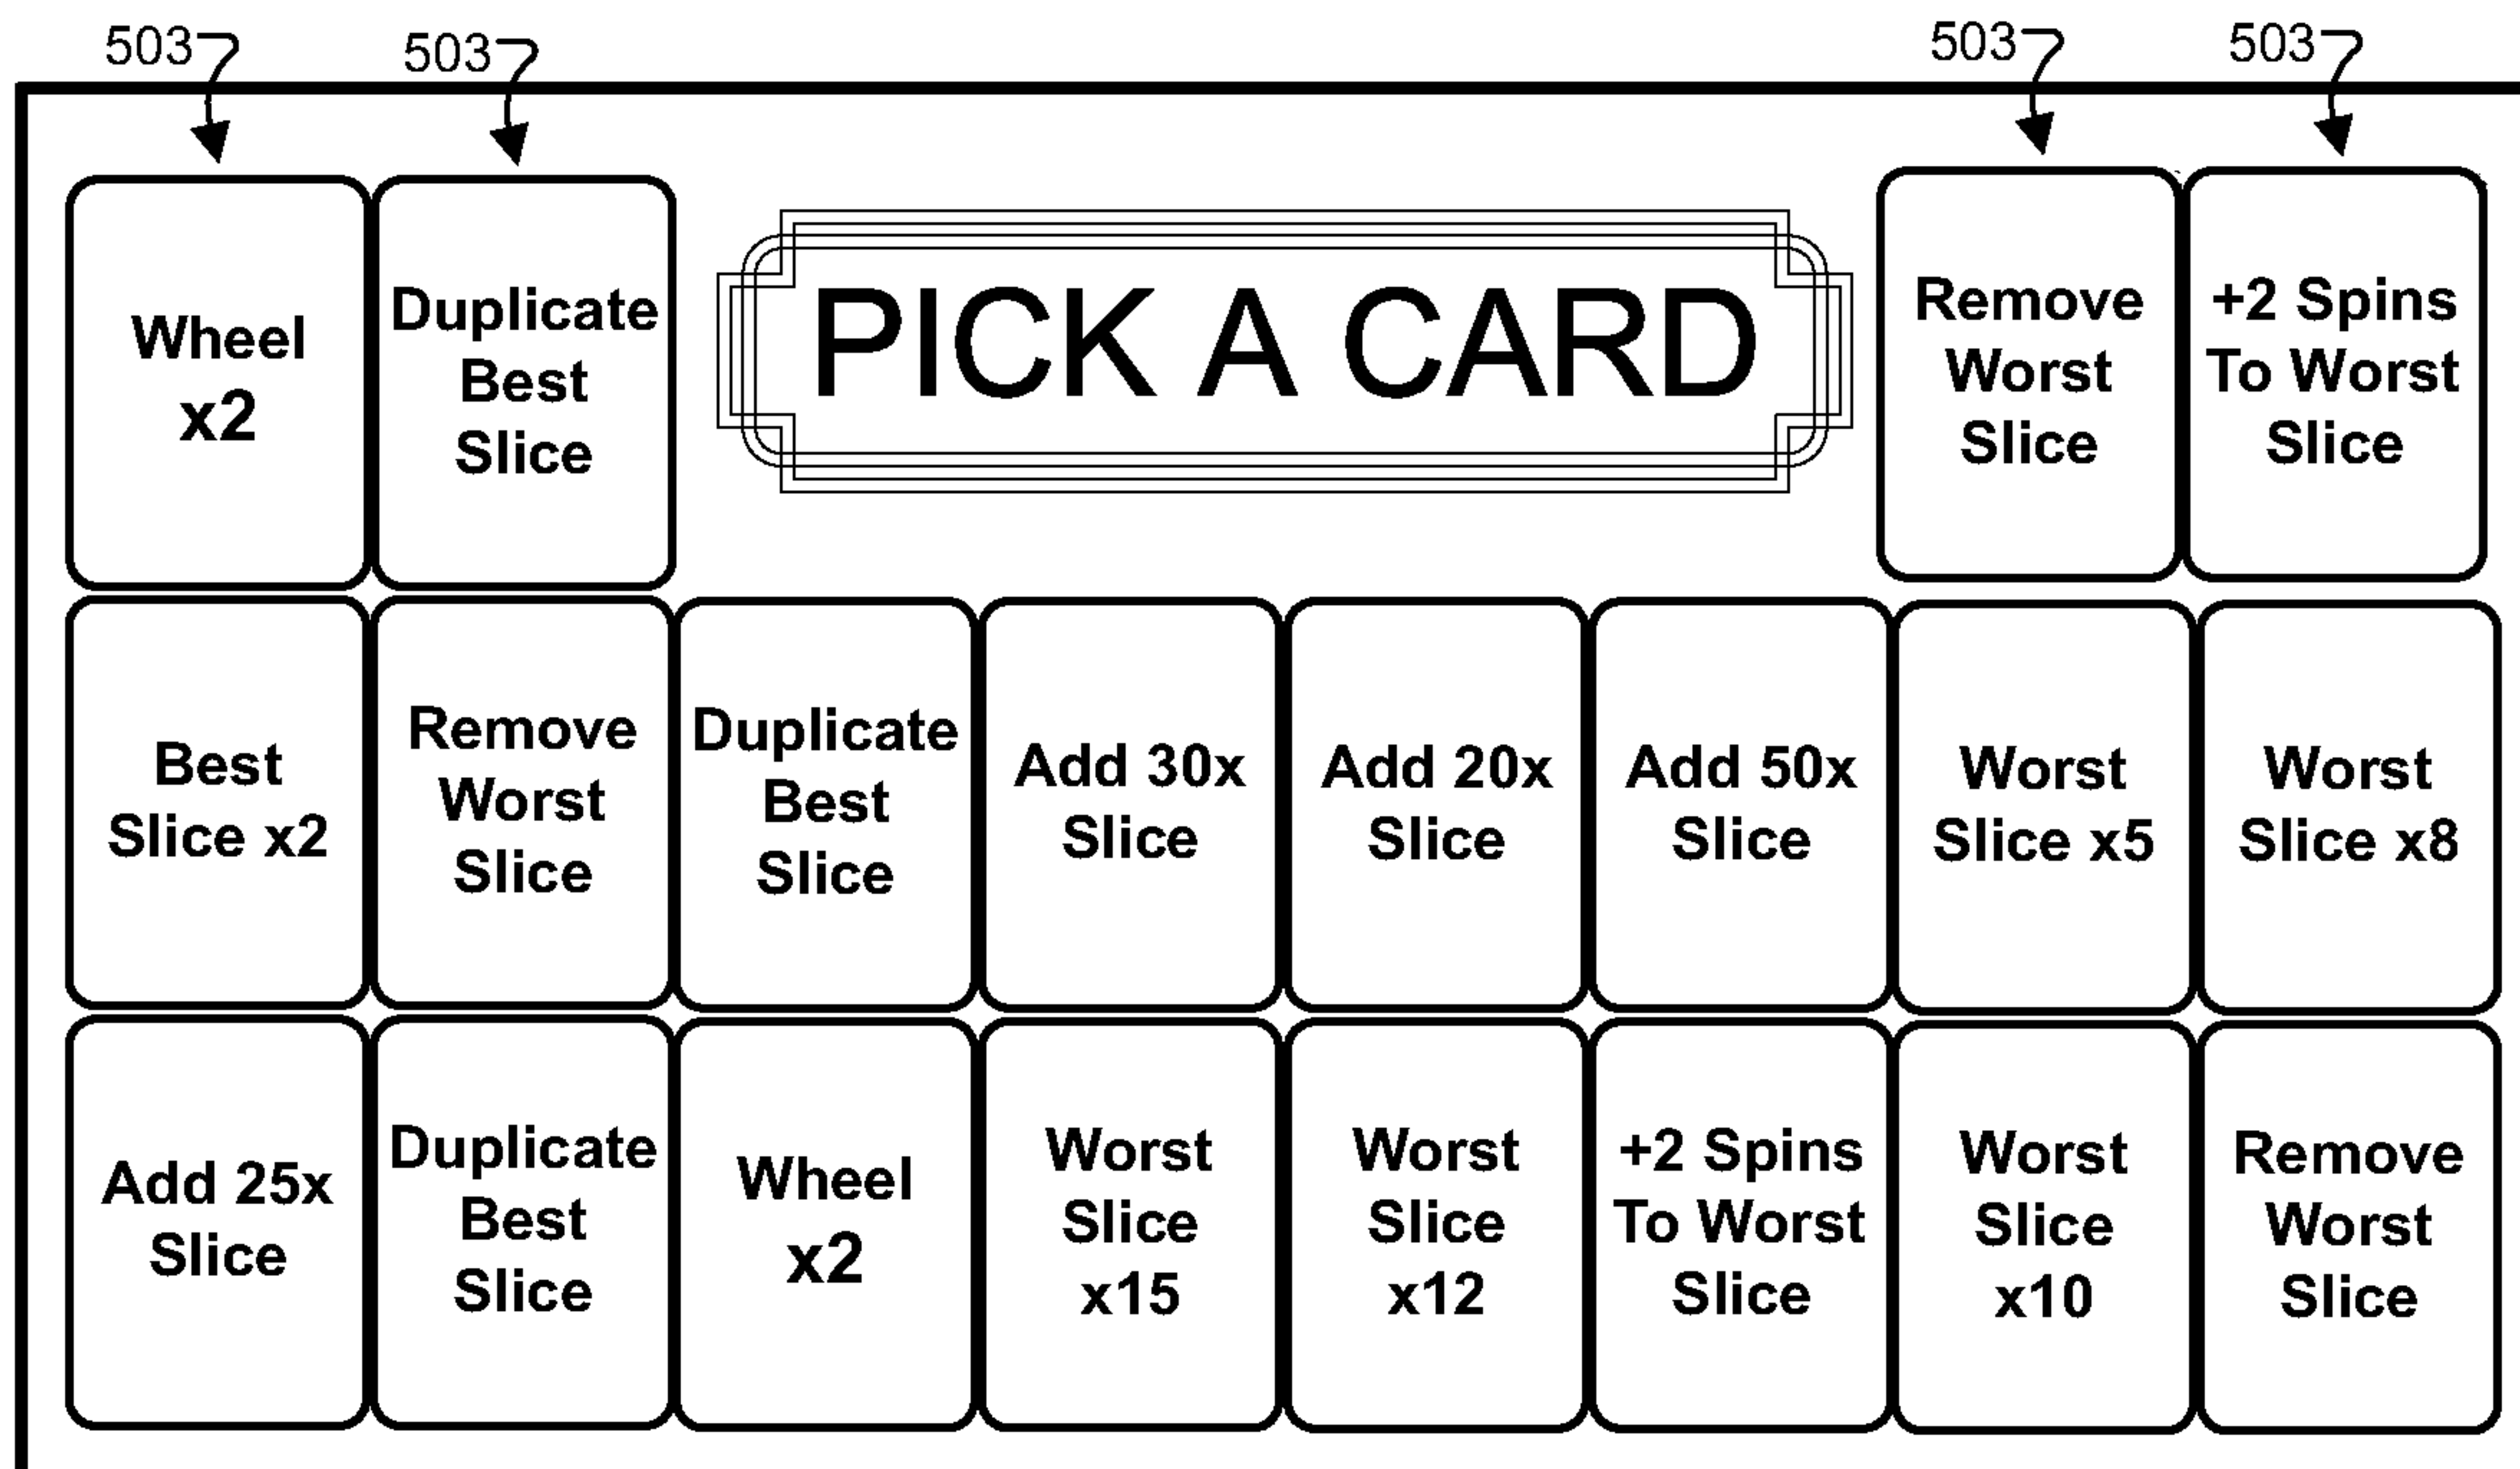 503
503
503
503
Wheel
x2
Duplicate
Best
Slice
PICK A CARD
Remove
Worst
Slice
+2 Spins
To Worst
Slice
Best
Slice x2
Remove
Worst
Slice
Duplicate
Best
Slice
Add 30x
Slice
Add 20x
Slice
Add 50x
Slice
Worst
Slice x5
Worst
Slice x8
Add 25x
Slice
Duplicate
Best
Slice
Wheel
x2
Worst
Slice
x15
Worst
Slice
x12
+2 Spins
To Worst
Slice
Worst
Slice
x10
Remove
Worst
Slice